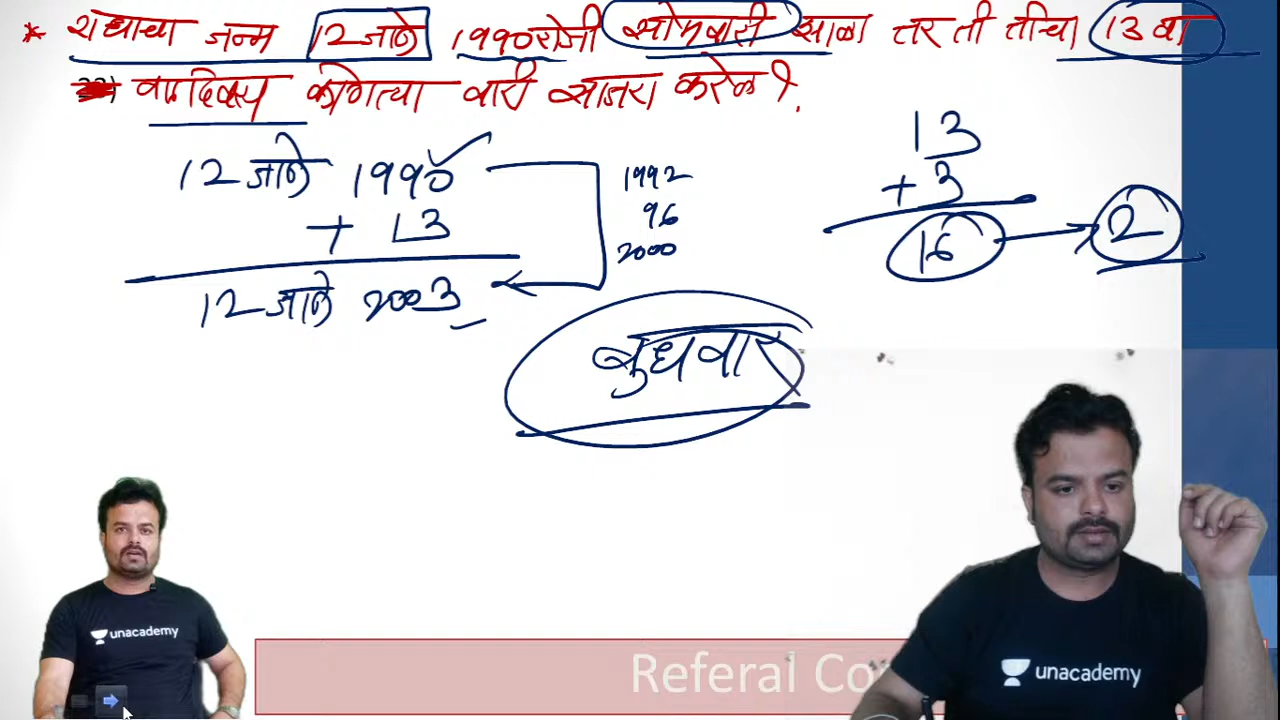 * राधाचा जन्म 12 जाने 1990 रोजी सोमवारी झाला तर ती तीचा 13 वा
वाढदिवस कोणत्या वारी साजरा करेल ?
12 जाने 1990
+ 13
12 जाने 2003
1992
96
2000
13
+ 3
16 → 2
बुधवार
unacademy
unacademy
Referal Co